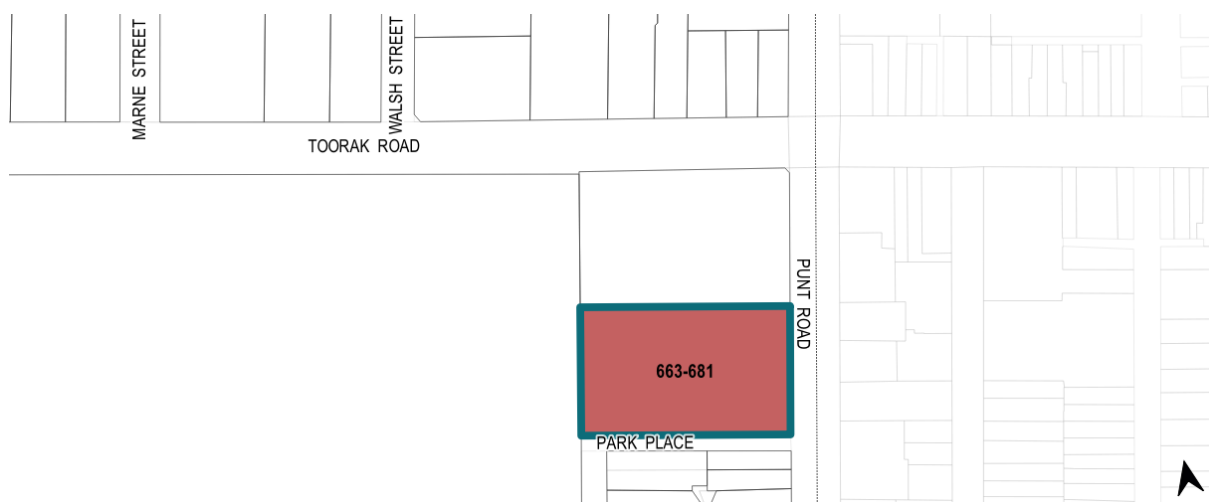 MARNE STREET
WALSH STREET
TOORAK ROAD
PUNT ROAD
663-681
PARK PLACE